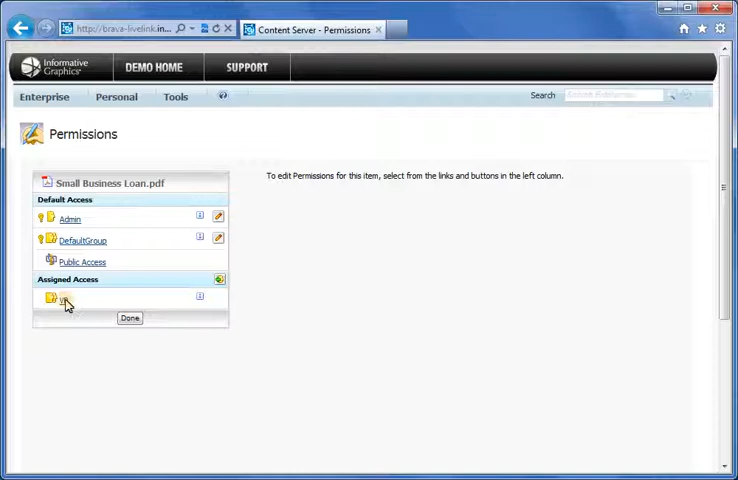 http://brava-livelink.in...
Content Server - Permissions
Informative Graphics
DEMO HOME
SUPPORT
Enterprise
Personal
Tools
Search
Permissions
Small Business Loan.pdf
To edit Permissions for this item, select from the links and buttons in the left column.
Default Access
Admin
DefaultGroup
Public Access
Assigned Access
Done